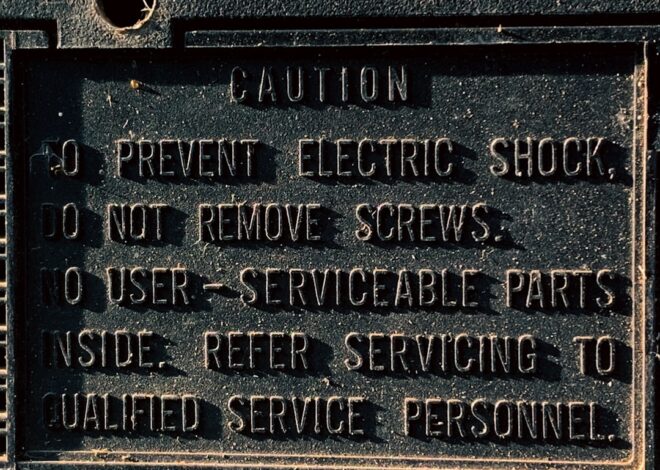 CAUTION
TO PREVENT ELECTRIC SHOCK,
DO NOT REMOVE SCREWS.
NO USER-SERVICEABLE PARTS
INSIDE. REFER SERVICING TO
QUALIFIED SERVICE PERSONNEL.